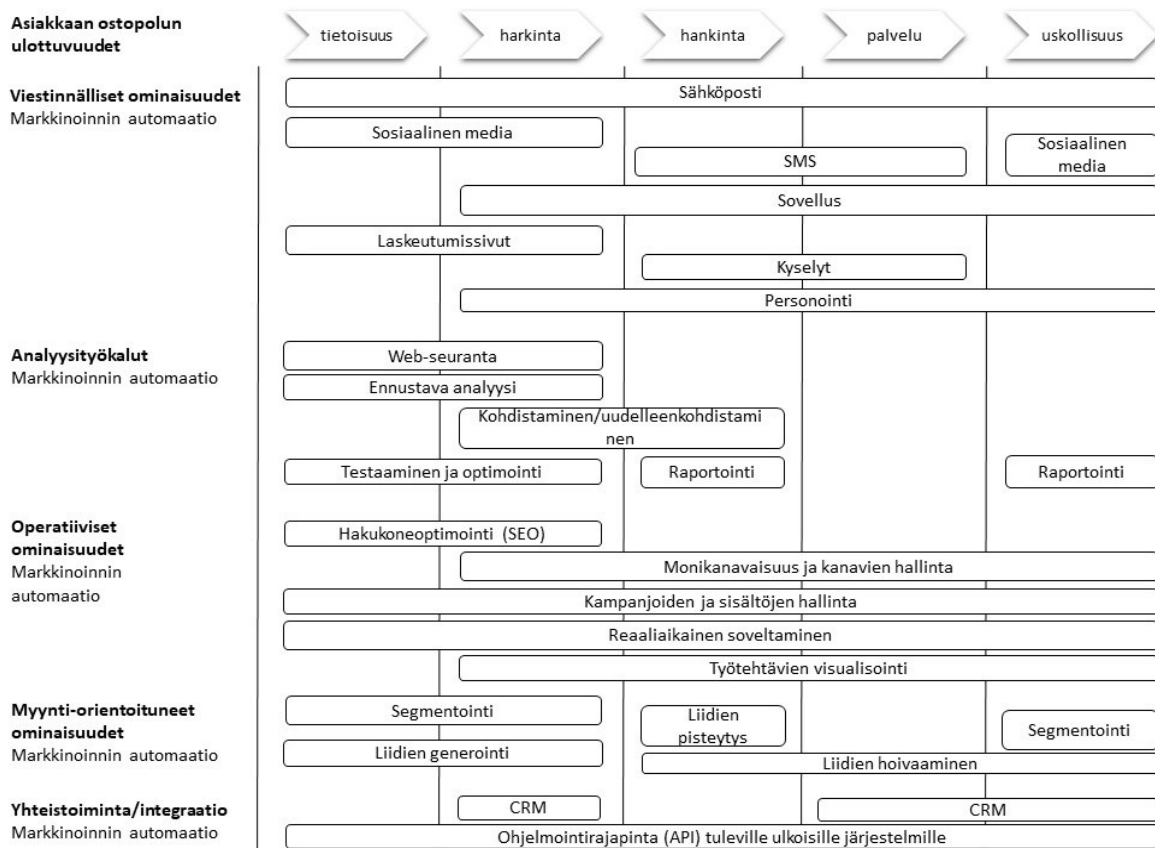 Asiakkaan ostopolun
ulottuvuudet
tietoisuus
harkinta
hankinta
palvelu
uskollisuus
Viestinnälliset ominaisuudet
Markkinoinnin automaatio
Sähköposti
Sosiaalinen media
SMS
Sosiaalinen
media
Sovellus
Laskeutumissivut
Kyselyt
Personointi
Analyysityökalut
Markkinoinnin automaatio
Web-seuranta
Ennustava analyysi
Kohdistaminen/uudelleenkohdistami
nen
Testaaminen ja optimointi
Raportointi
Raportointi
Operatiiviset
ominaisuudet
Markkinoinnin
automaatio
Hakukoneoptimointi (SEO)
Monikanavaisuus ja kanavien hallinta
Kampanjoiden ja sisältöjen hallinta
Reaaliaikainen soveltaminen
Työtehtävien visualisointi
Myynti-orientoituneet
ominaisuudet
Markkinoinnin automaatio
Segmentointi
Liidien
pisteytys
Segmentointi
Liidien generointi
Liidien hoivaaminen
Yhteistoiminta/integraatio
Markkinoinnin automaatio
CRM
CRM
Ohjelmointirajapinta (API) tuleville ulkoisille järjestelmille